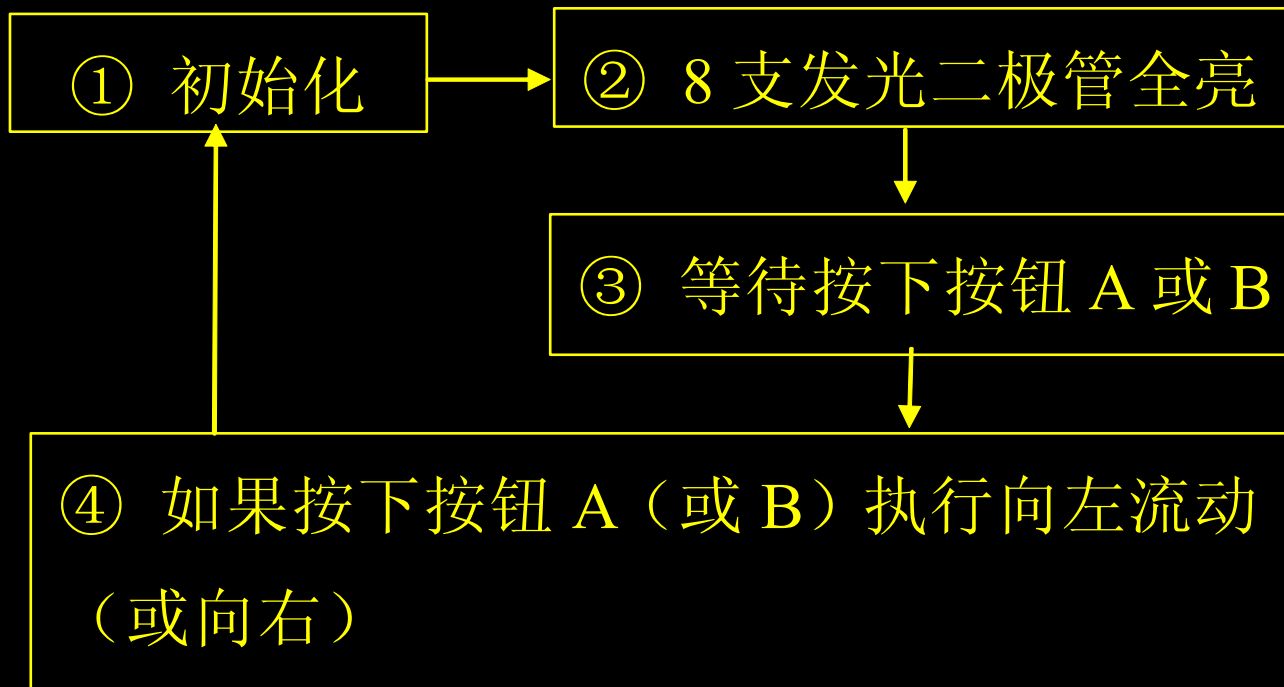 ① 初始化
② 8 支发光二极管全亮
③ 等待按下按钮 A 或 B
④ 如果按下按钮 A（或 B）执行向左流动
（或向右）